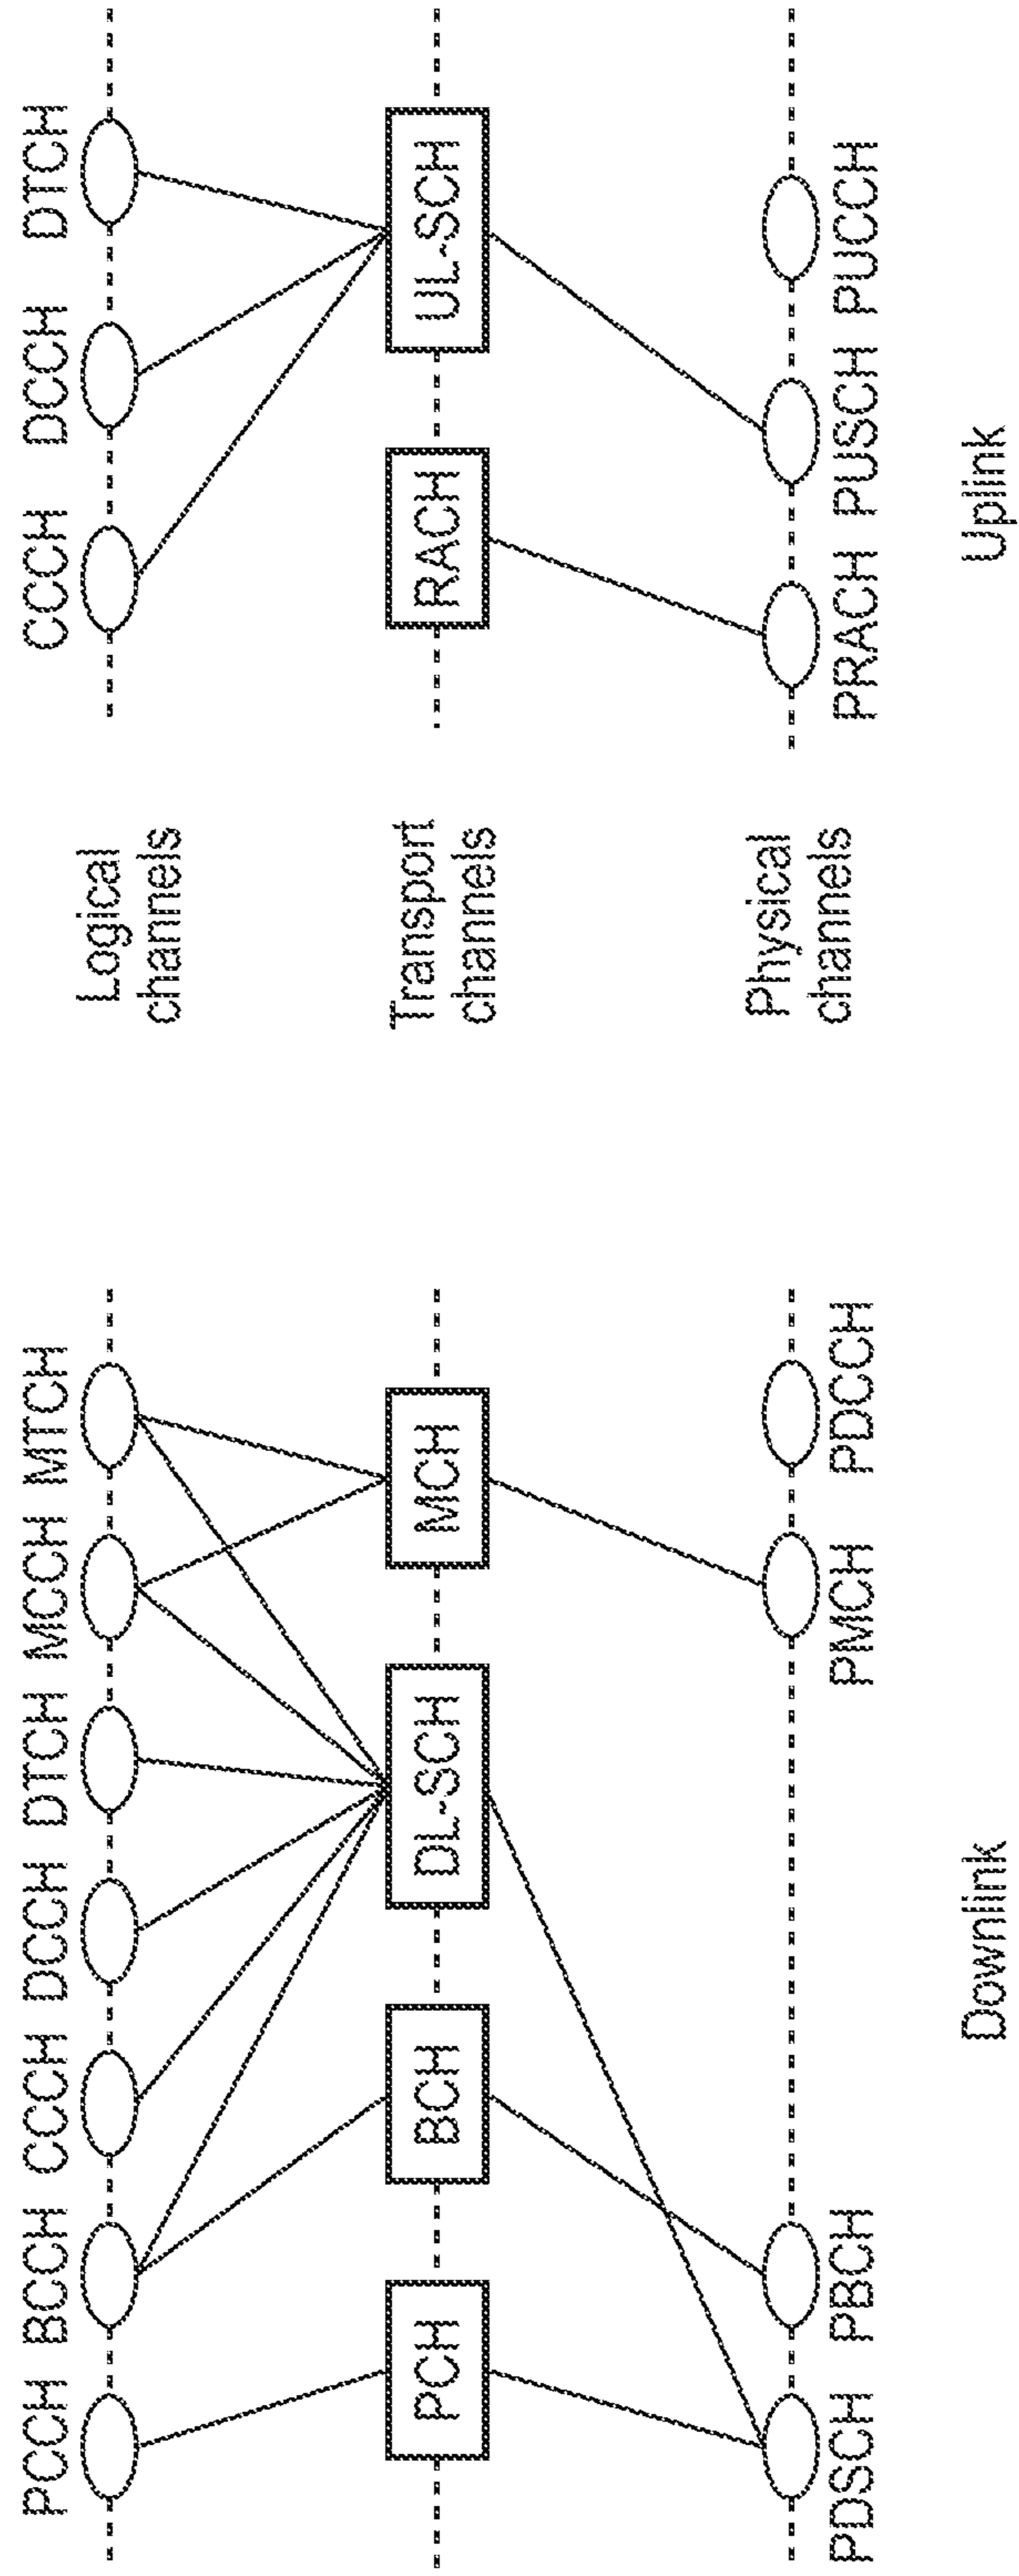 PCCH BCCH CCCH DCCH DTCH MCCH MTCH
Logical
channels
CCCH DCCH DTCH
PCH BCH DL-SCH MCH
Transport
channels
RACH UL-SCH
PDSCH PBCH PMCH PDCCH
Physical
channels
PRACH PUSCH PUCCH
Downlink
Uplink